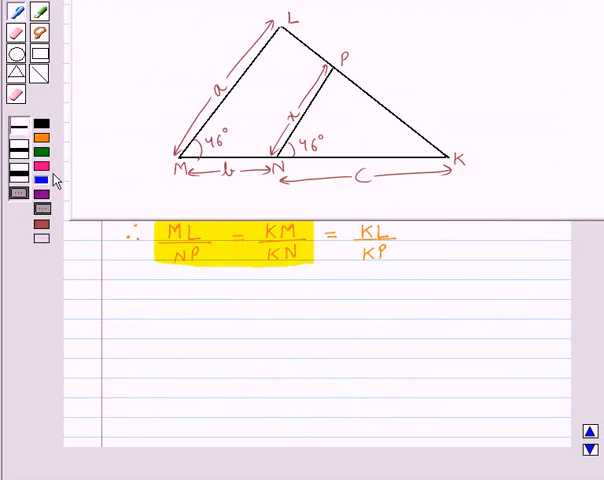 L
P
a
x
46°
46°
M
b
N
C
K
∴ ML/NP = KM/KN = KL/KP